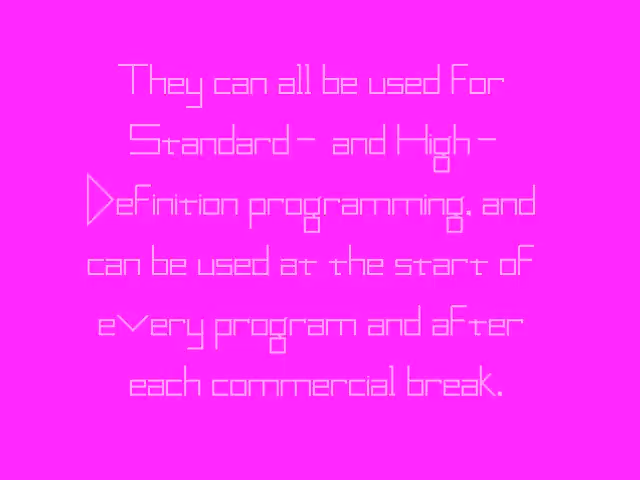 They can all be used for
Standard- and High-
Definition programming, and
can be used at the start of
every program and after
each commercial break.